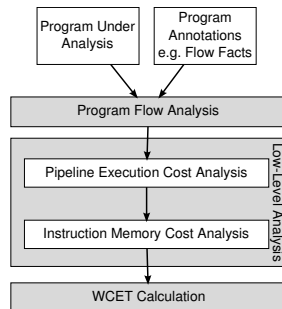 Program Under
Analysis
Program
Annotations
e.g. Flow Facts
Program Flow Analysis
Low-Level Analysis
Pipeline Execution Cost Analysis
Instruction Memory Cost Analysis
WCET Calculation